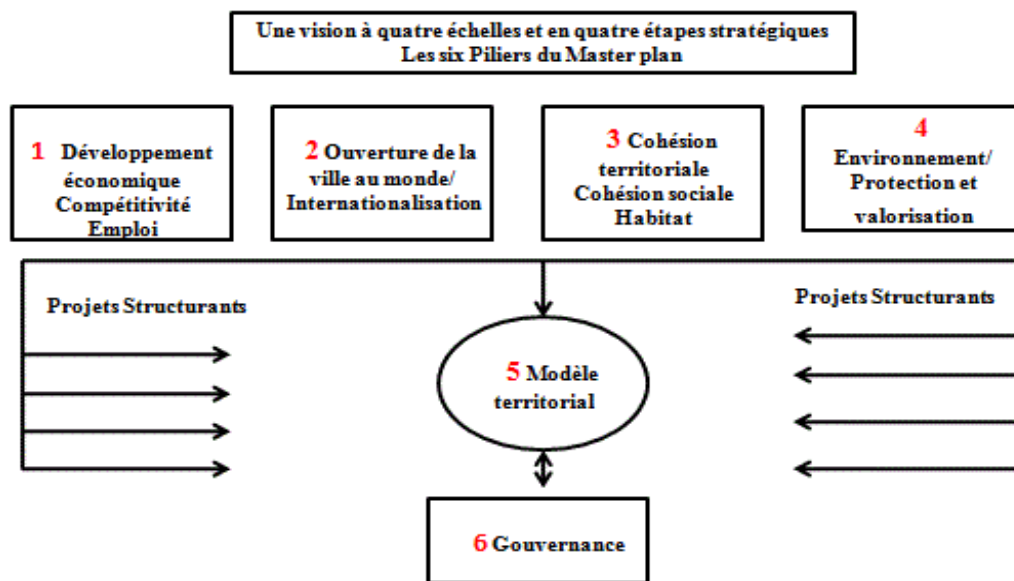 Une vision à quatre échelles et en quatre étapes stratégiques
Les six Piliers du Master plan
1 Développement
économique
Compétitivité
Emploi
2 Ouverture de la
ville au monde/
Internationalisation
3 Cohésion
territoriale
Cohésion sociale
Habitat
4
Environnement/
Protection et
valorisation
Projets Structurants
Projets Structurants
5 Modèle
territorial
6 Gouvernance